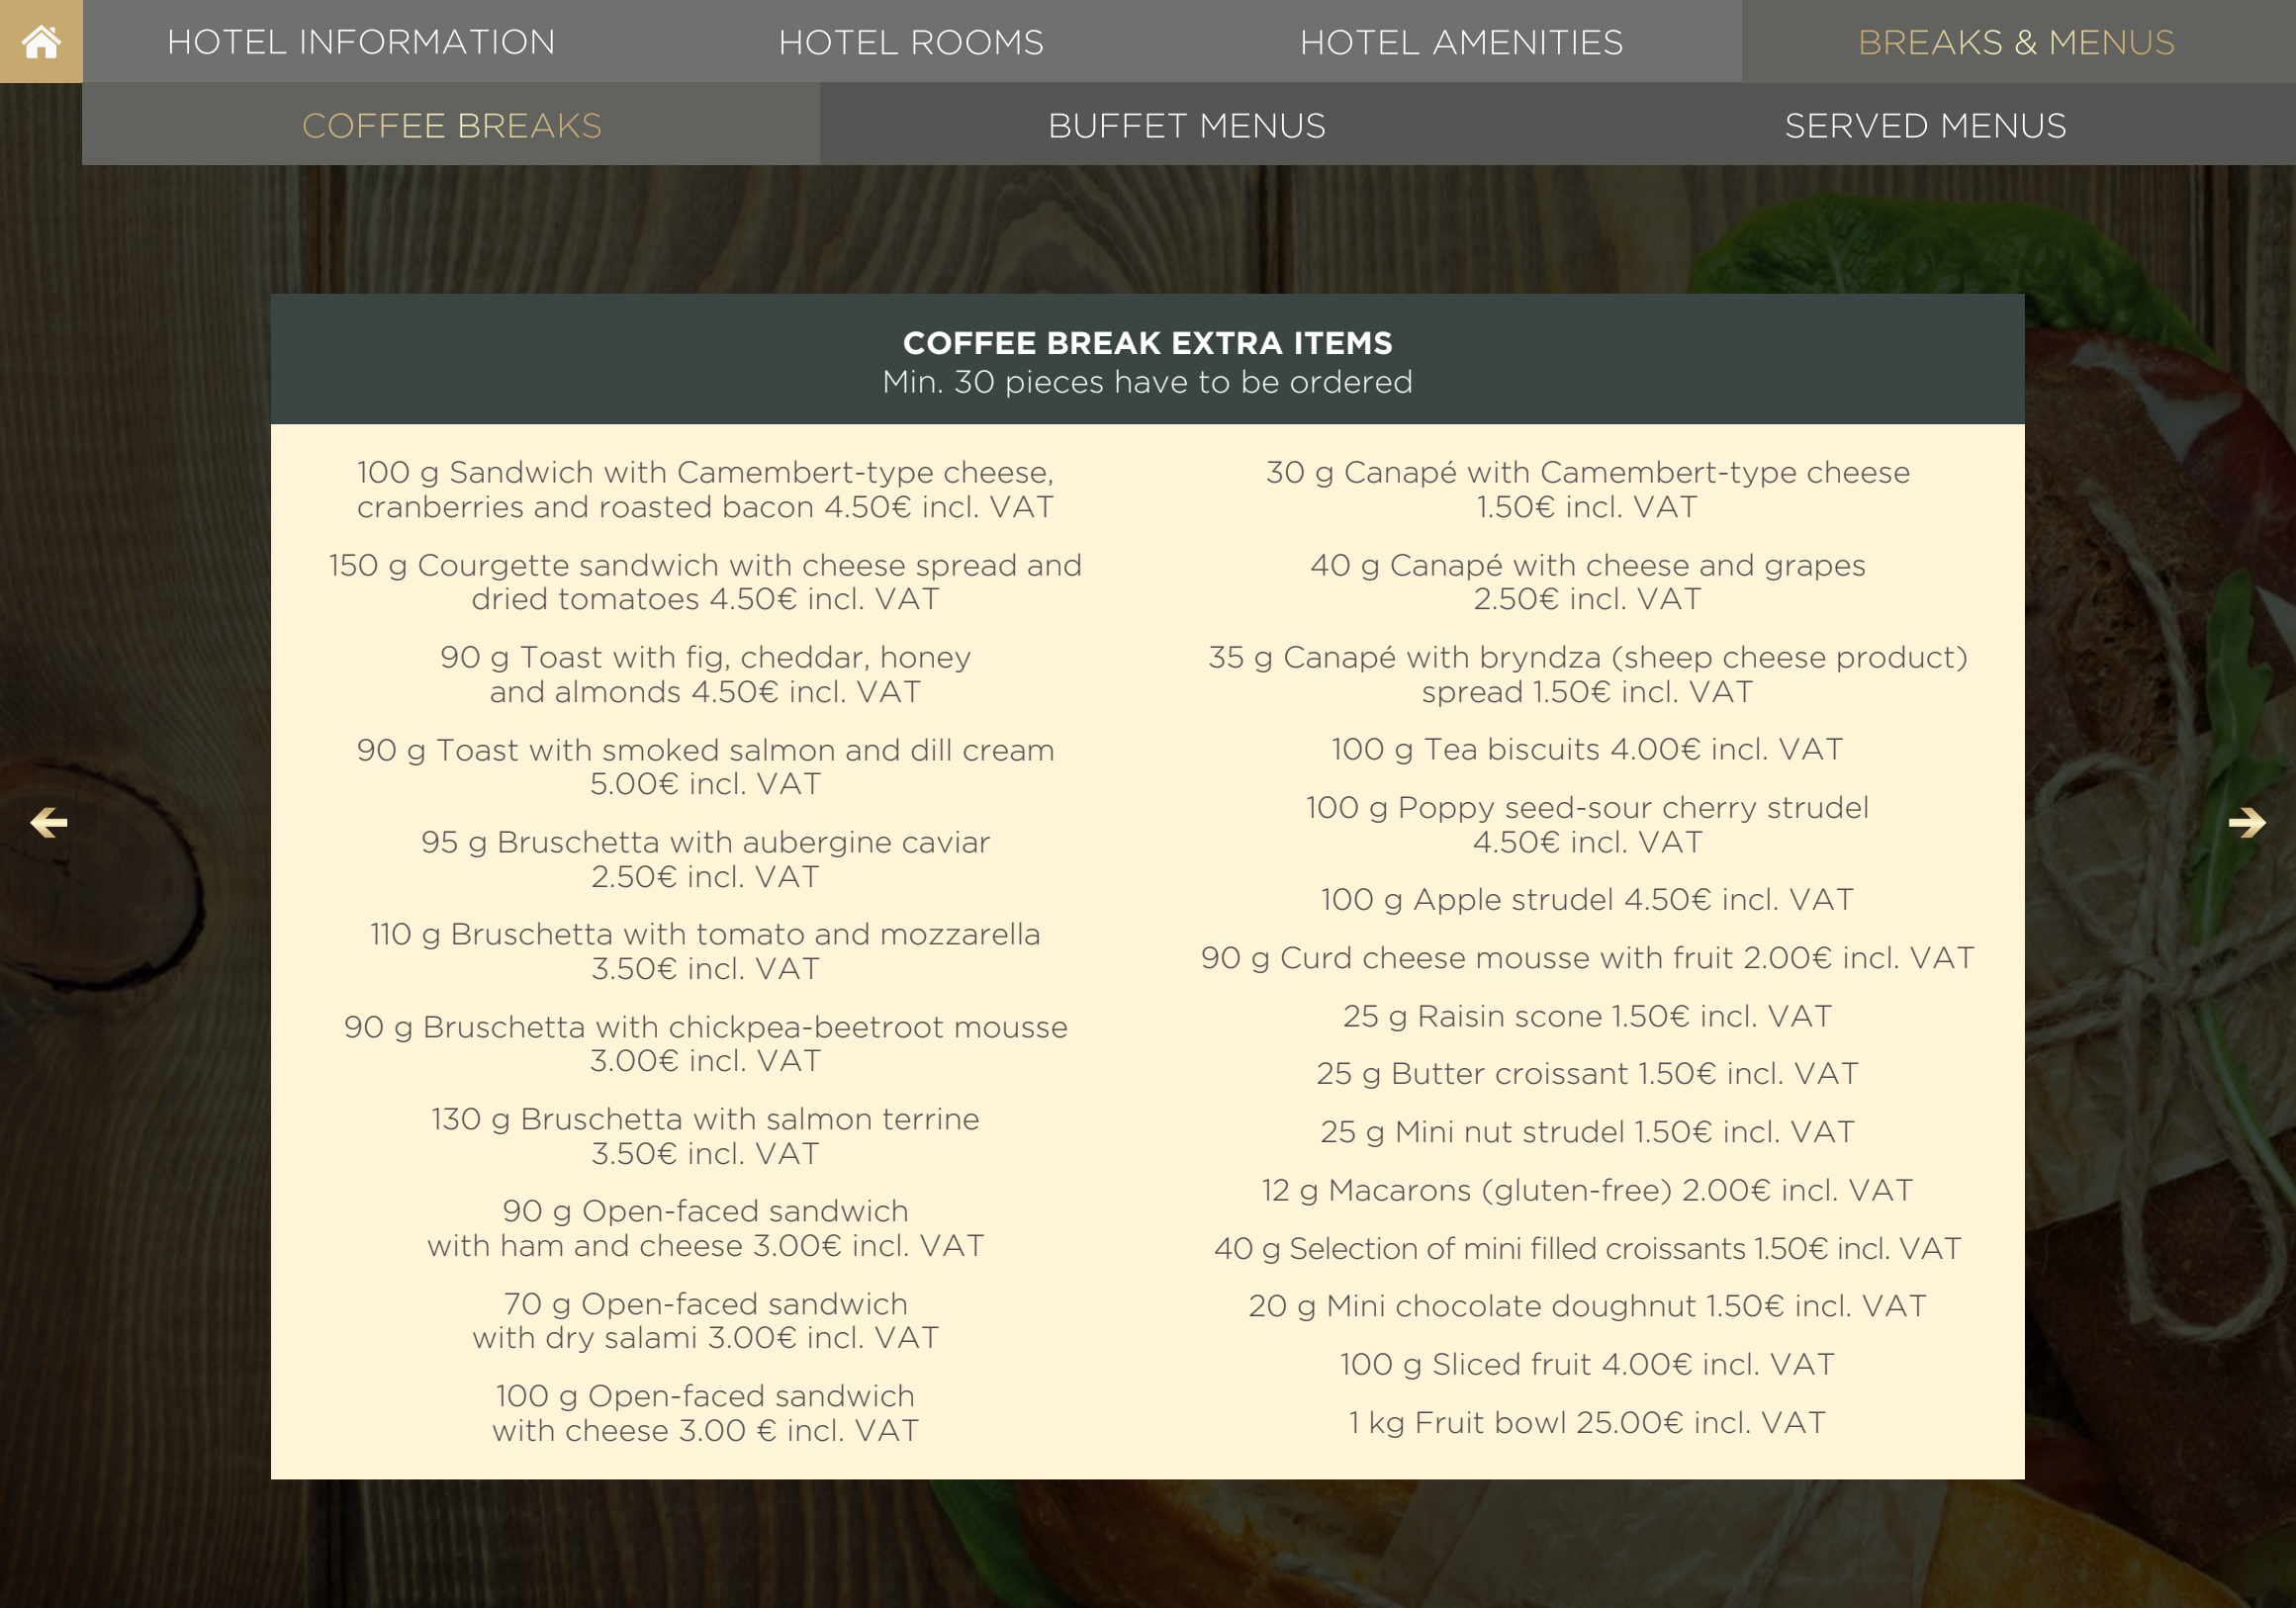 HOTEL INFORMATION
HOTEL ROOMS
HOTEL AMENITIES
BREAKS & MENUS
COFFEE BREAKS
BUFFET MENUS
SERVED MENUS
COFFEE BREAK EXTRA ITEMS
Min. 30 pieces have to be ordered
100 g Sandwich with Camembert-type cheese,
cranberries and roasted bacon 4.50€ incl. VAT
150 g Courgette sandwich with cheese spread and
dried tomatoes 4.50€ incl. VAT
90 g Toast with fig, cheddar, honey
and almonds 4.50€ incl. VAT
90 g Toast with smoked salmon and dill cream
5.00€ incl. VAT
95 g Bruschetta with aubergine caviar
2.50€ incl. VAT
110 g Bruschetta with tomato and mozzarella
3.50€ incl. VAT
90 g Bruschetta with chickpea-beetroot mousse
3.00€ incl. VAT
130 g Bruschetta with salmon terrine
3.50€ incl. VAT
90 g Open-faced sandwich
with ham and cheese 3.00€ incl. VAT
70 g Open-faced sandwich
with dry salami 3.00€ incl. VAT
100 g Open-faced sandwich
with cheese 3.00 € incl. VAT
30 g Canapé with Camembert-type cheese
1.50€ incl. VAT
40 g Canapé with cheese and grapes
2.50€ incl. VAT
35 g Canapé with bryndza (sheep cheese product)
spread 1.50€ incl. VAT
100 g Tea biscuits 4.00€ incl. VAT
100 g Poppy seed-sour cherry strudel
4.50€ incl. VAT
100 g Apple strudel 4.50€ incl. VAT
90 g Curd cheese mousse with fruit 2.00€ incl. VAT
25 g Raisin scone 1.50€ incl. VAT
25 g Butter croissant 1.50€ incl. VAT
25 g Mini nut strudel 1.50€ incl. VAT
12 g Macarons (gluten-free) 2.00€ incl. VAT
40 g Selection of mini filled croissants 1.50€ incl. VAT
20 g Mini chocolate doughnut 1.50€ incl. VAT
100 g Sliced fruit 4.00€ incl. VAT
1 kg Fruit bowl 25.00€ incl. VAT